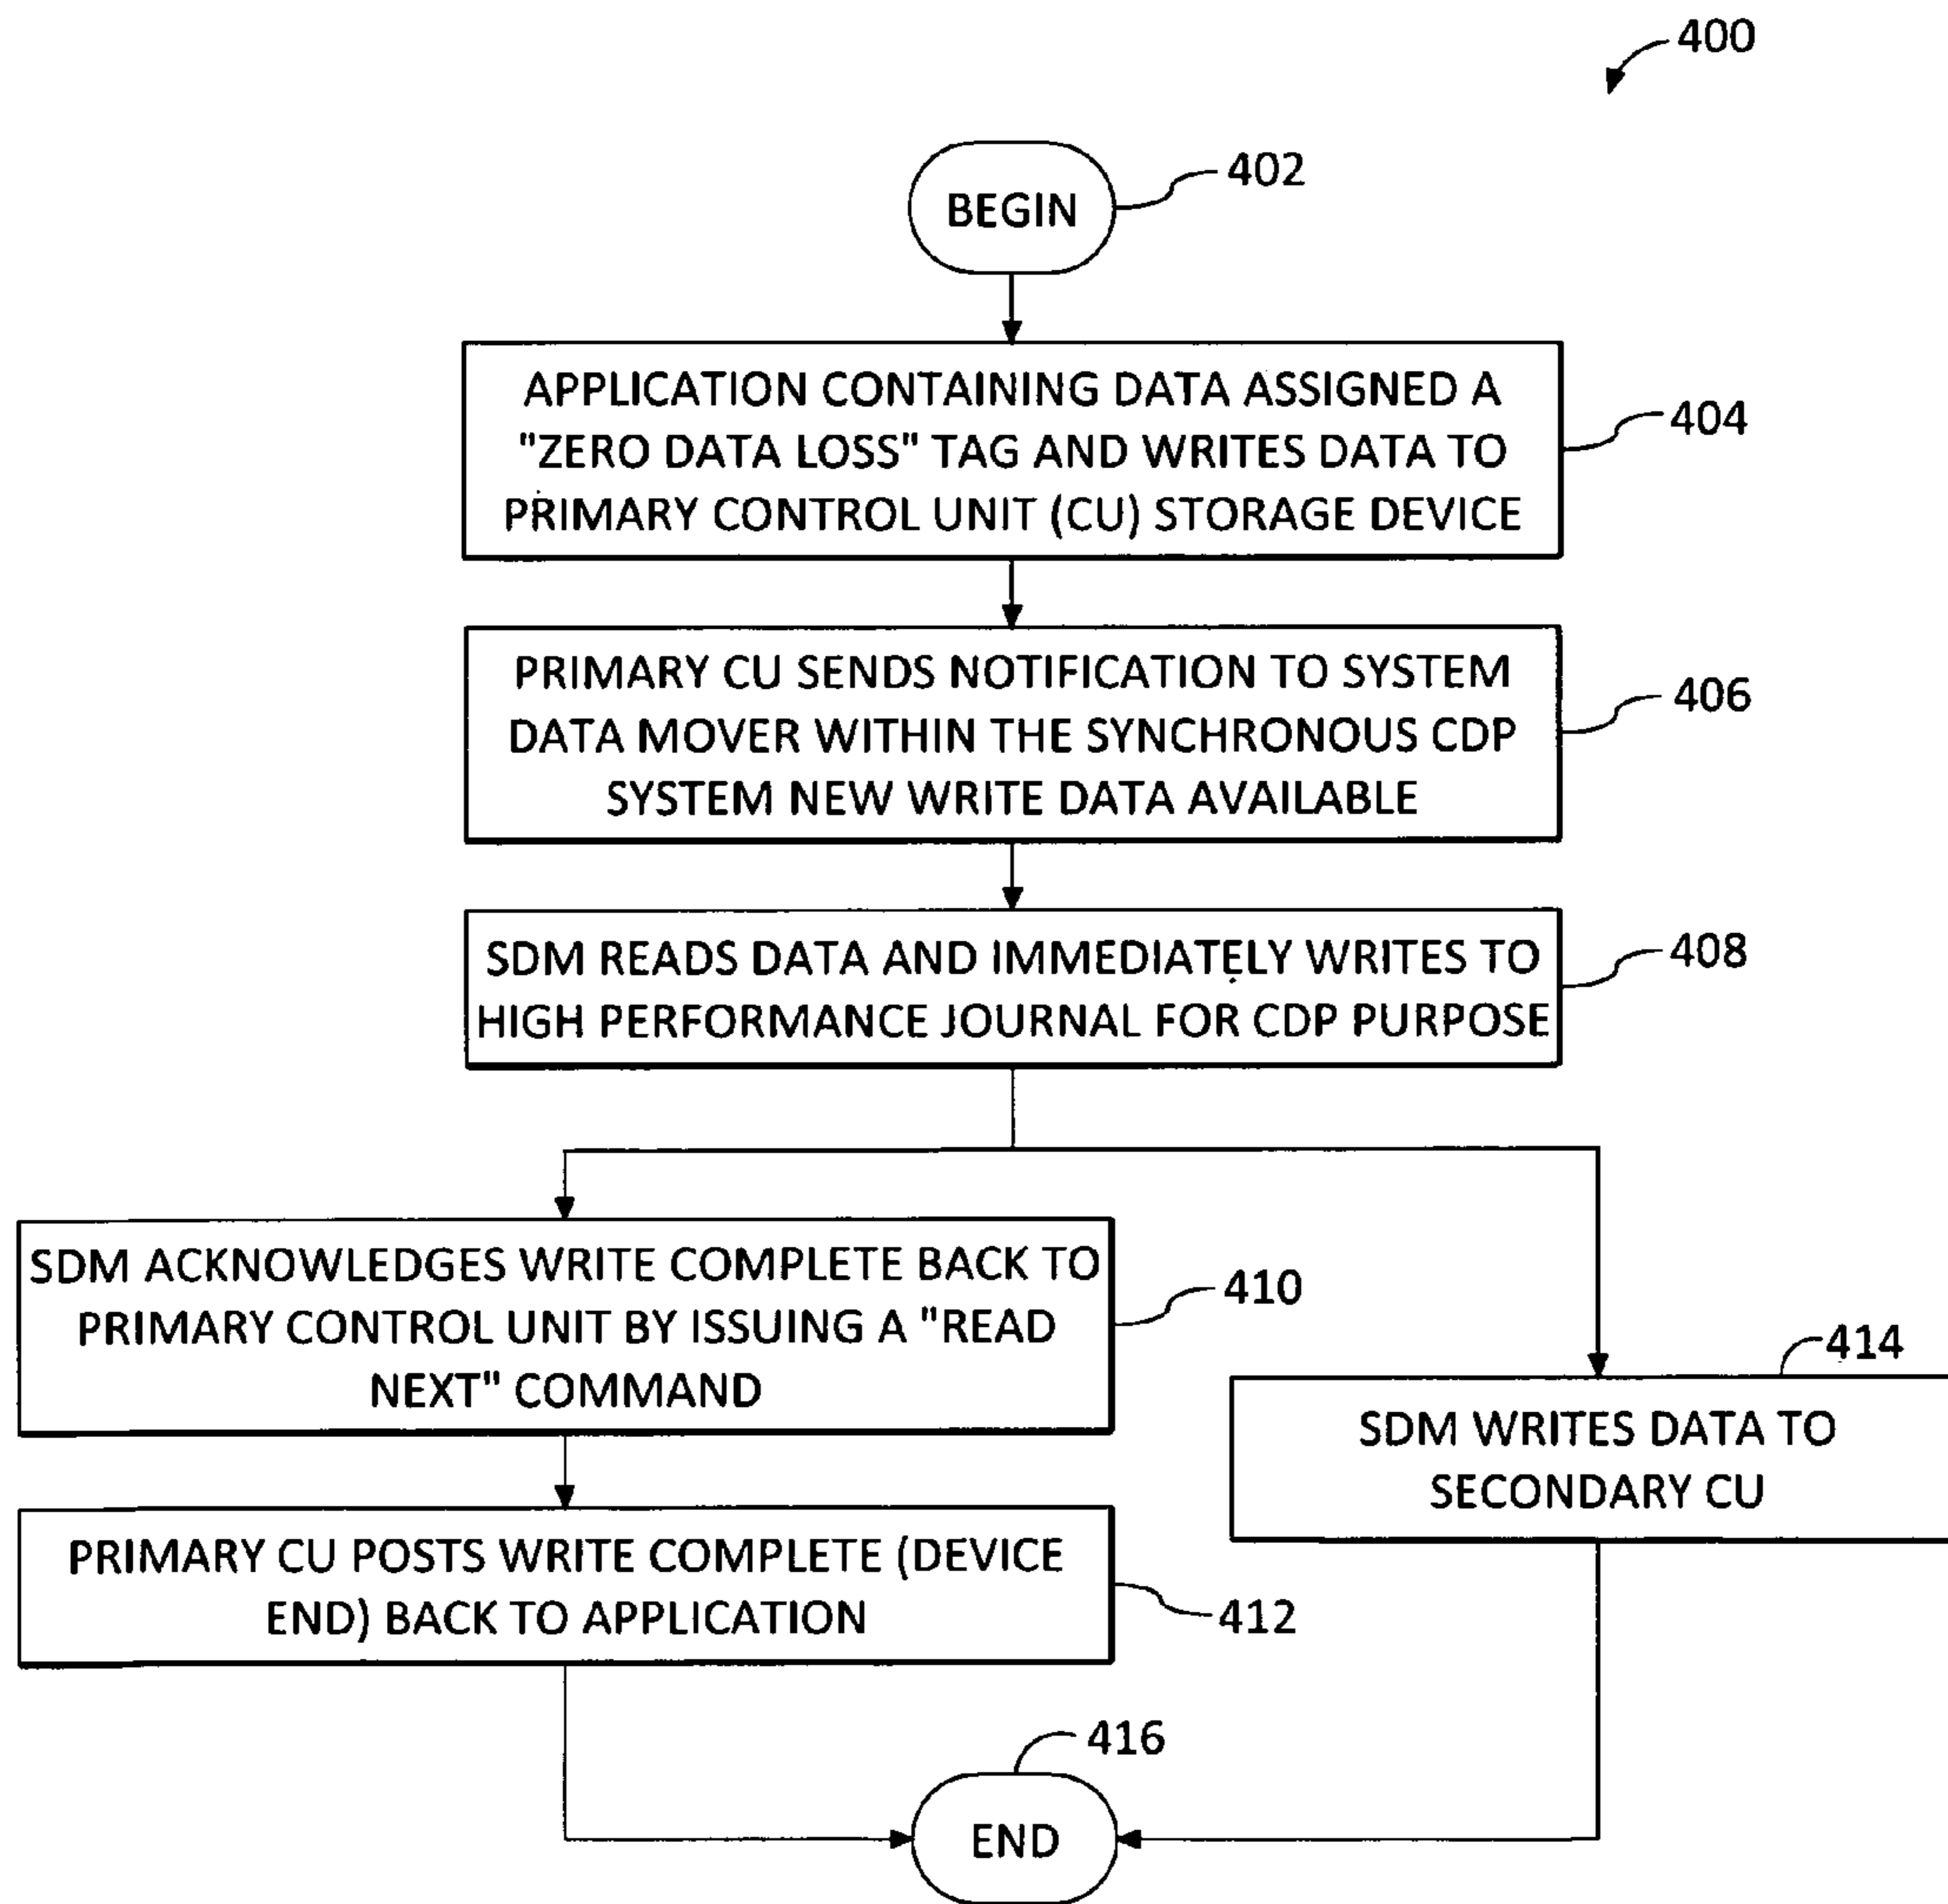 400
BEGIN
402
APPLICATION CONTAINING DATA ASSIGNED A
"ZERO DATA LOSS" TAG AND WRITES DATA TO
PRIMARY CONTROL UNIT (CU) STORAGE DEVICE
404
PRIMARY CU SENDS NOTIFICATION TO SYSTEM
DATA MOVER WITHIN THE SYNCHRONOUS CDP
SYSTEM NEW WRITE DATA AVAILABLE
406
SDM READS DATA AND IMMEDIATELY WRITES TO
HIGH PERFORMANCE JOURNAL FOR CDP PURPOSE
408
SDM ACKNOWLEDGES WRITE COMPLETE BACK TO
PRIMARY CONTROL UNIT BY ISSUING A "READ
NEXT" COMMAND
410
414
SDM WRITES DATA TO
SECONDARY CU
PRIMARY CU POSTS WRITE COMPLETE (DEVICE
END) BACK TO APPLICATION
412
416
END